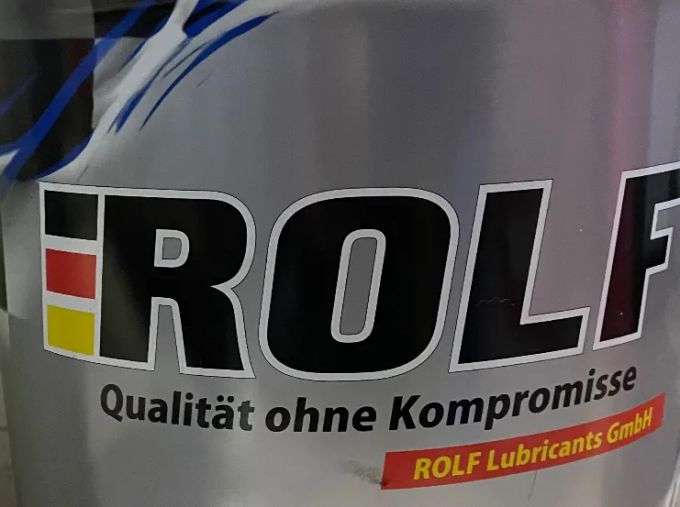 ROLF
Qualität ohne Kompromisse
ROLF Lubricants GmbH